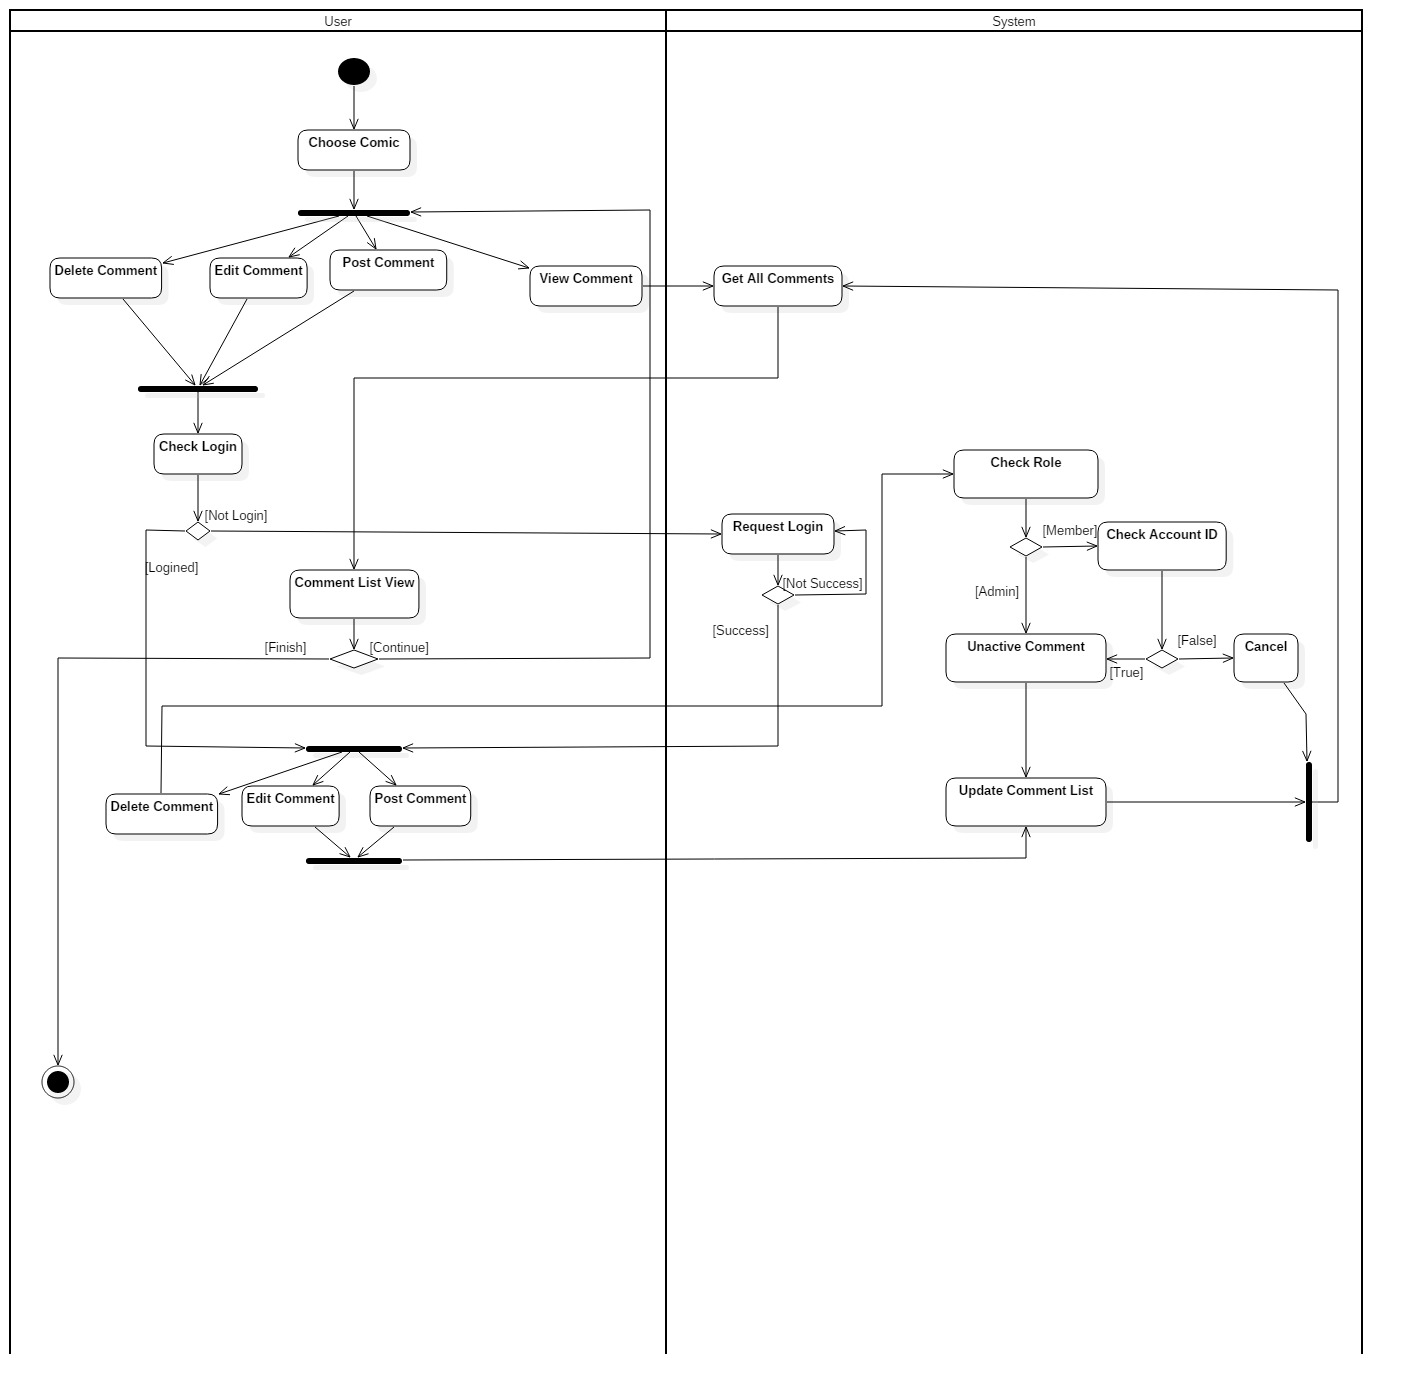 User
System
Choose Comic
Delete Comment
Edit Comment
Post Comment
View Comment
Get All Comments
Check Login
[Not Login]
[Logined]
Check Role
Request Login
[Member]
Check Account ID
[Not Success]
[Admin]
Comment List View
[Success]
[Finish]
[Continue]
Unactive Comment
[True]
[False]
Cancel
Delete Comment
Edit Comment
Post Comment
Update Comment List